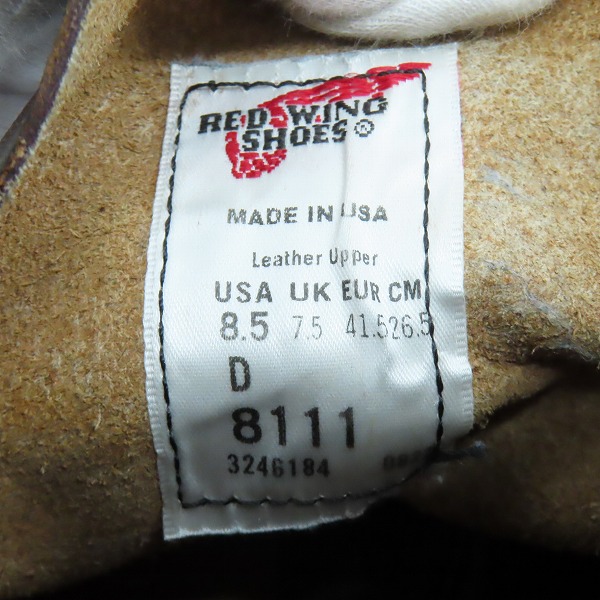 RED WING
SHOES®
MADE IN USA
Leather Upper
USA UK EUR CM
8.5 7.5 41.5 26.5
D
8111
3246184